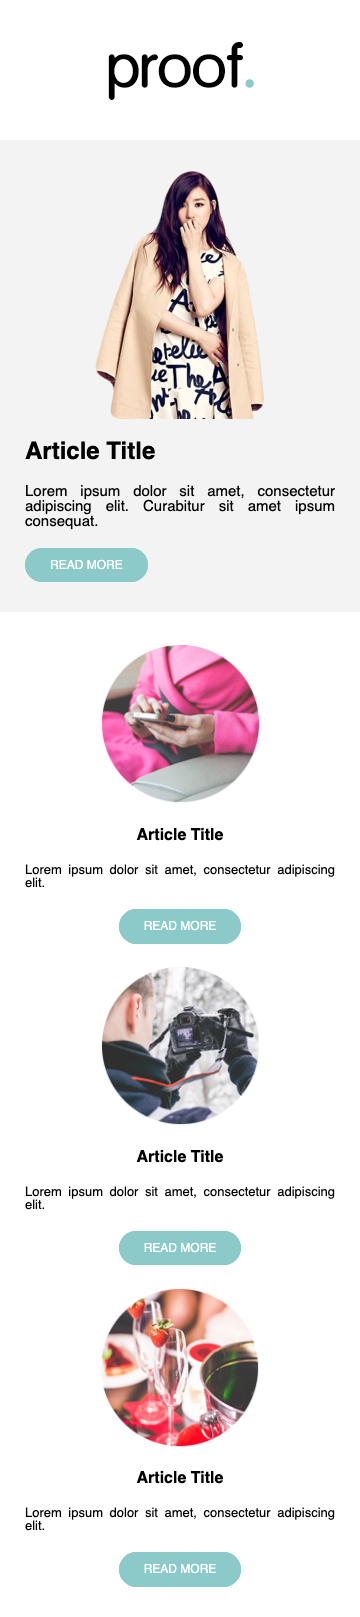 proof.
Atelier
The A
Article Title
Lorem ipsum dolor sit amet, consectetur
adipiscing elit. Curabitur sit amet ipsum
consequat.
READ MORE
Article Title
Lorem ipsum dolor sit amet, consectetur adipiscing
elit.
READ MORE
Article Title
Lorem ipsum dolor sit amet, consectetur adipiscing
elit.
READ MORE
Article Title
Lorem ipsum dolor sit amet, consectetur adipiscing
elit.
READ MORE